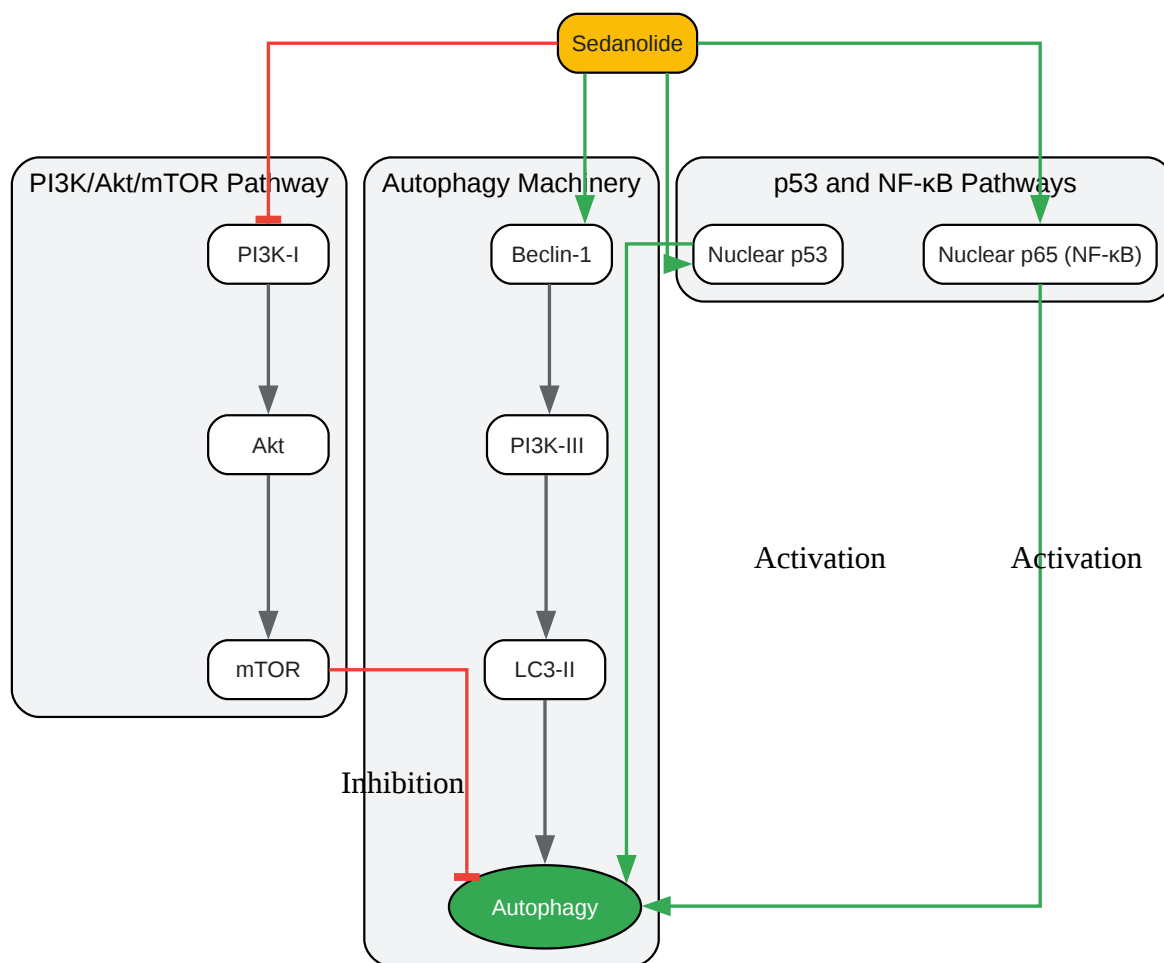 Sedanolide
PI3K/Akt/mTOR Pathway
Autophagy Machinery
p53 and NF-κB Pathways
PI3K-I
Beclin-1
Nuclear p53
Nuclear p65 (NF-κB)
Akt
PI3K-III
Activation
Activation
mTOR
LC3-II
Inhibition
Autophagy